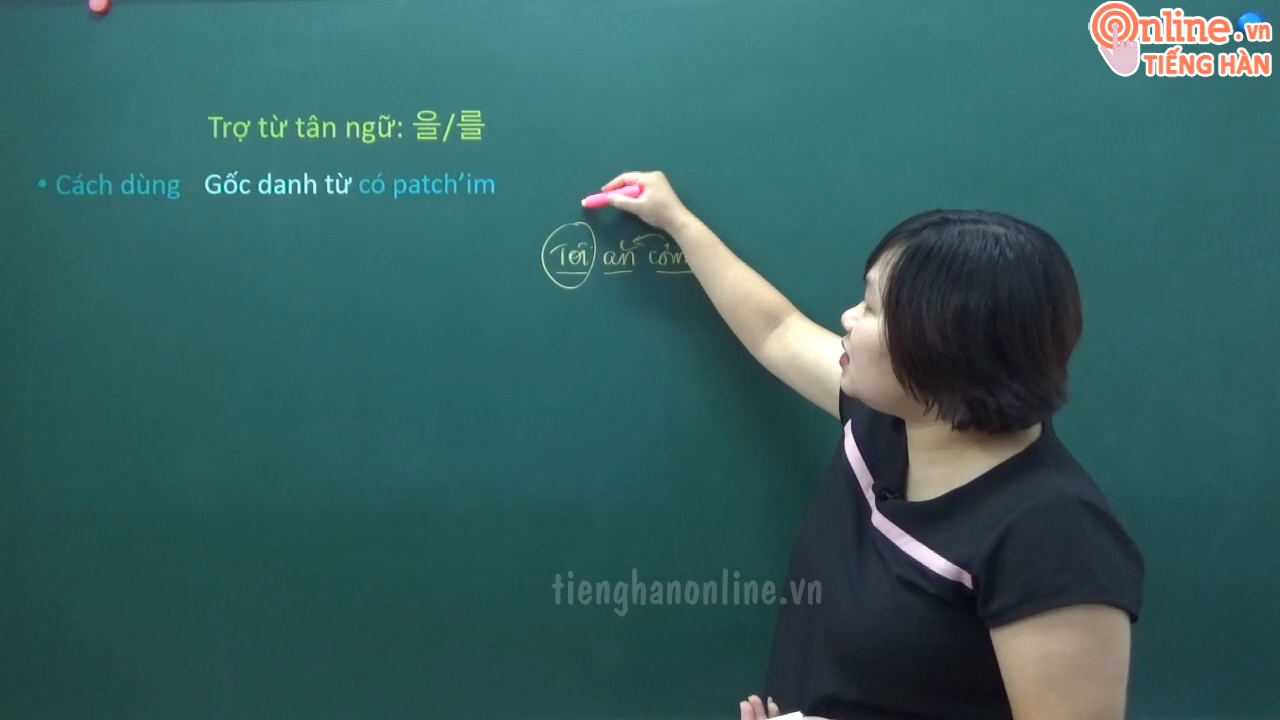 Online.vn
TIẾNG HÀN
Trợ từ tân ngữ: 을/를
• Cách dùng Gốc danh từ có patch’im
Tôi ăn cơm
tienghanonline.vn